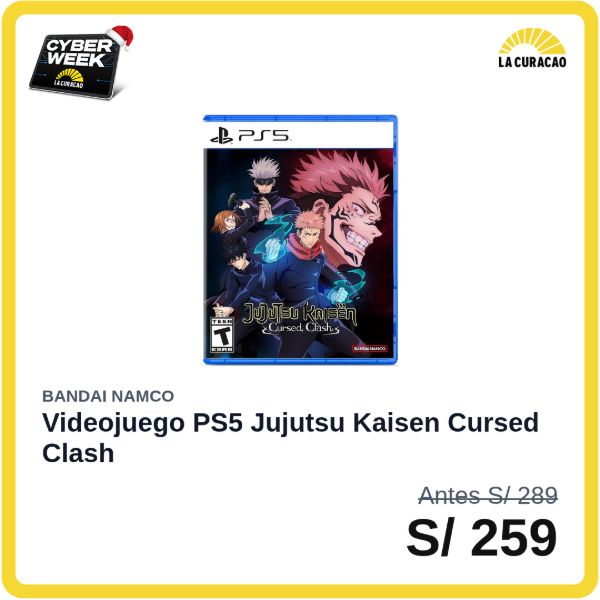 CYBER
WEEK
LA CURACAO
LA CURACAO
PS5
JUJUTSU KAISEN
Cursed Clash
TEEN
T
ESRB
BANDAI NAMCO
BANDAI NAMCO
Videojuego PS5 Jujutsu Kaisen Cursed
Clash
Antes S/ 289
S/ 259